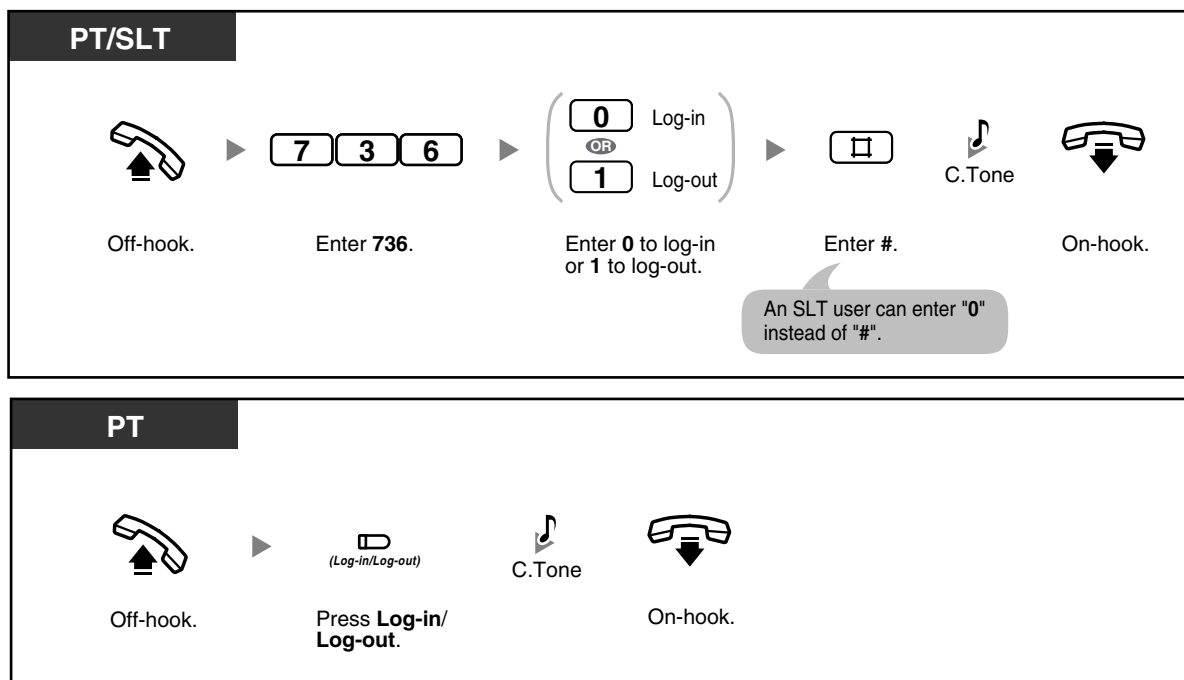 PT/SLT
7 3 6
0 Log-in
OR
1 Log-out
C.Tone
Off-hook.
Enter 736.
Enter 0 to log-in
or 1 to log-out.
Enter #.
On-hook.
An SLT user can enter "0"
instead of "#".
PT
(Log-in/Log-out)
C.Tone
Off-hook.
Press Log-in/
Log-out.
On-hook.